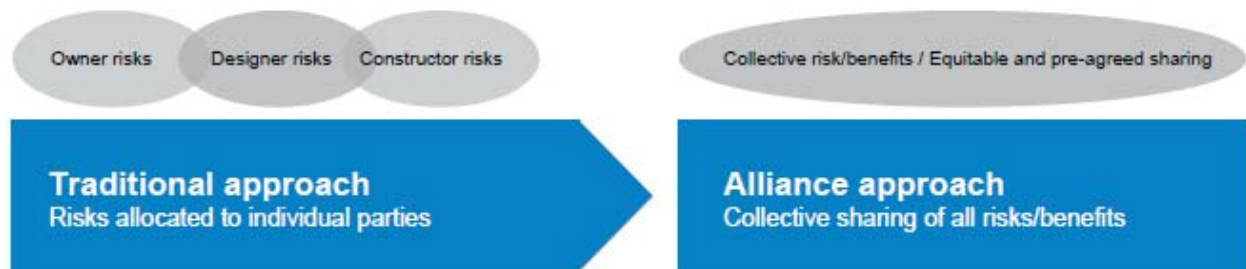 Owner risks
Designer risks
Constructor risks
Collective risk/benefits / Equitable and pre-agreed sharing
Traditional approach
Risks allocated to individual parties
Alliance approach
Collective sharing of all risks/benefits